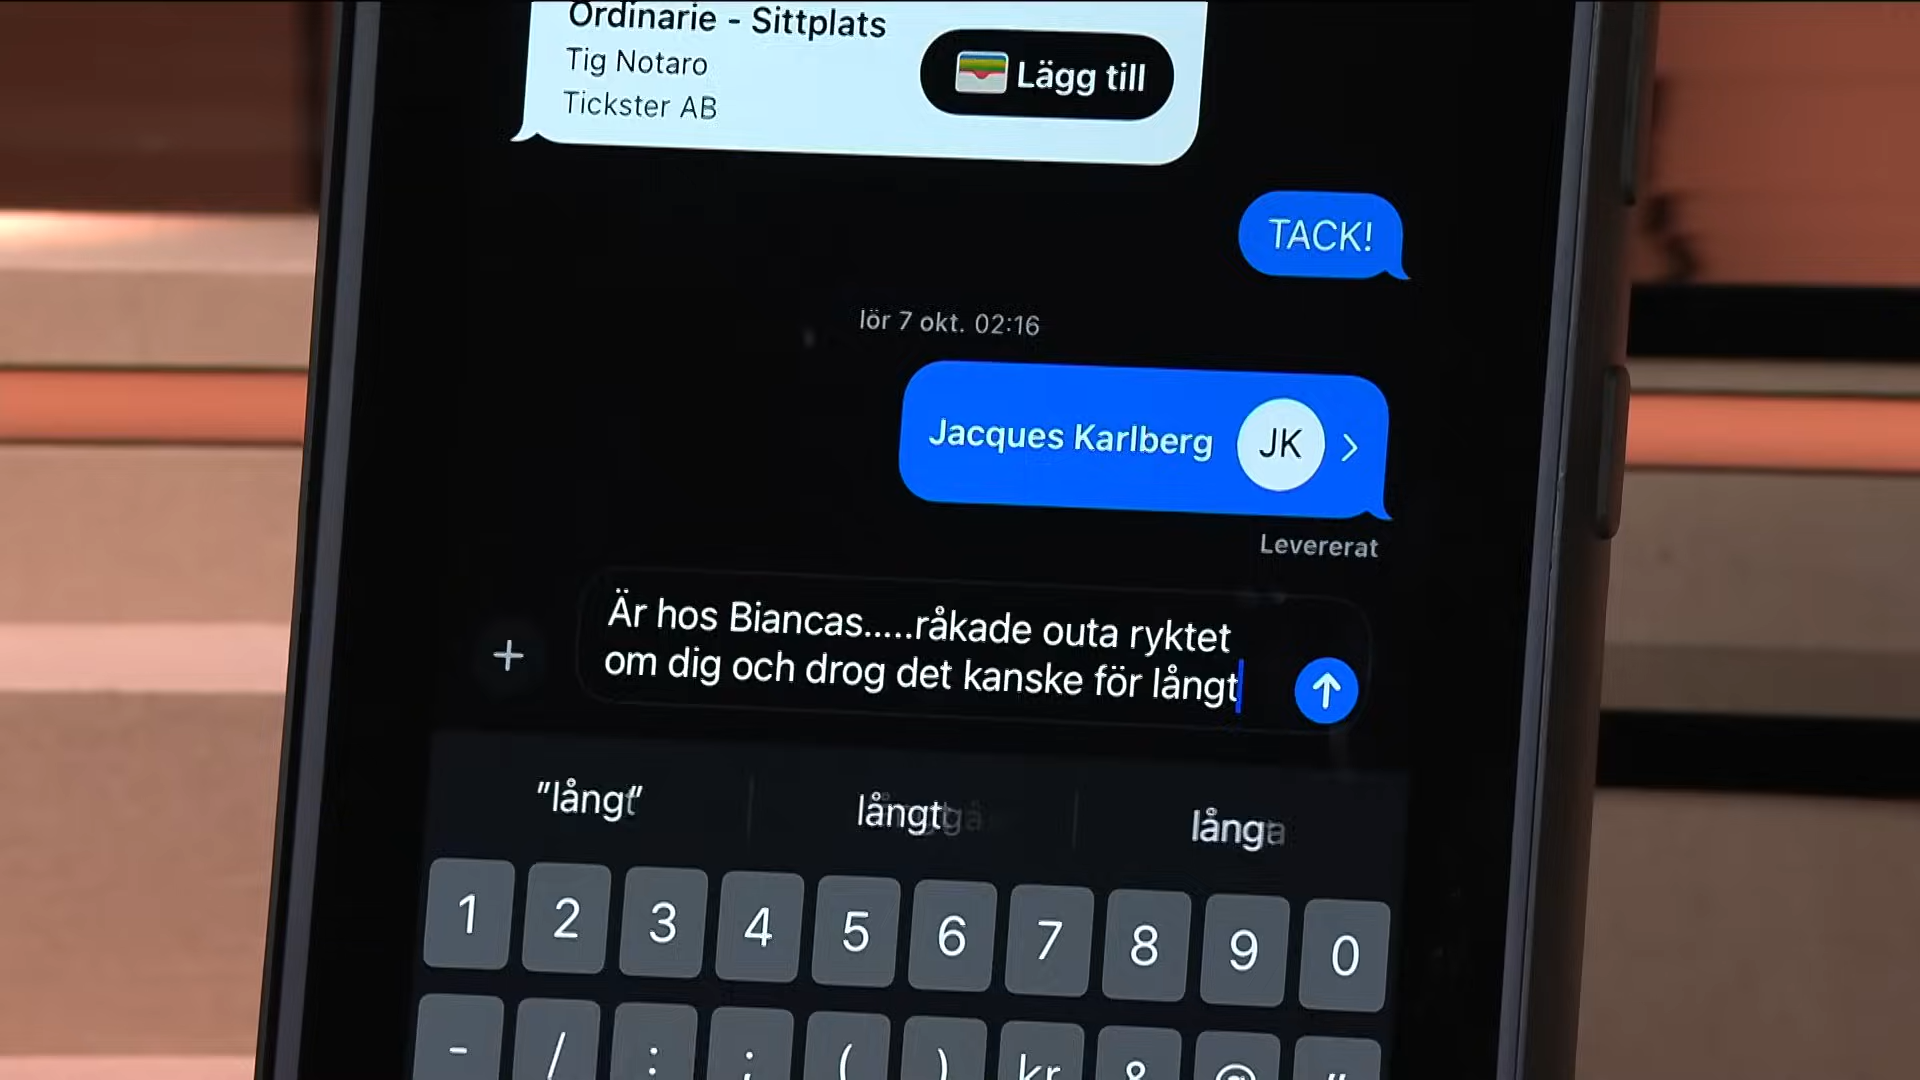 Ordinarie - Sittplats
Tig Notaro
Tickster AB
Lägg till
TACK!
lör 7 okt. 02:16
Jacques Karlberg
JK
Levererat
Är hos Biancas.....råkade outa ryktet
om dig och drog det kanske för långt
"långt"
långt
långa
1 2 3 4 5 6 7 8 9 0
- / : ; ( ) kr & @ "